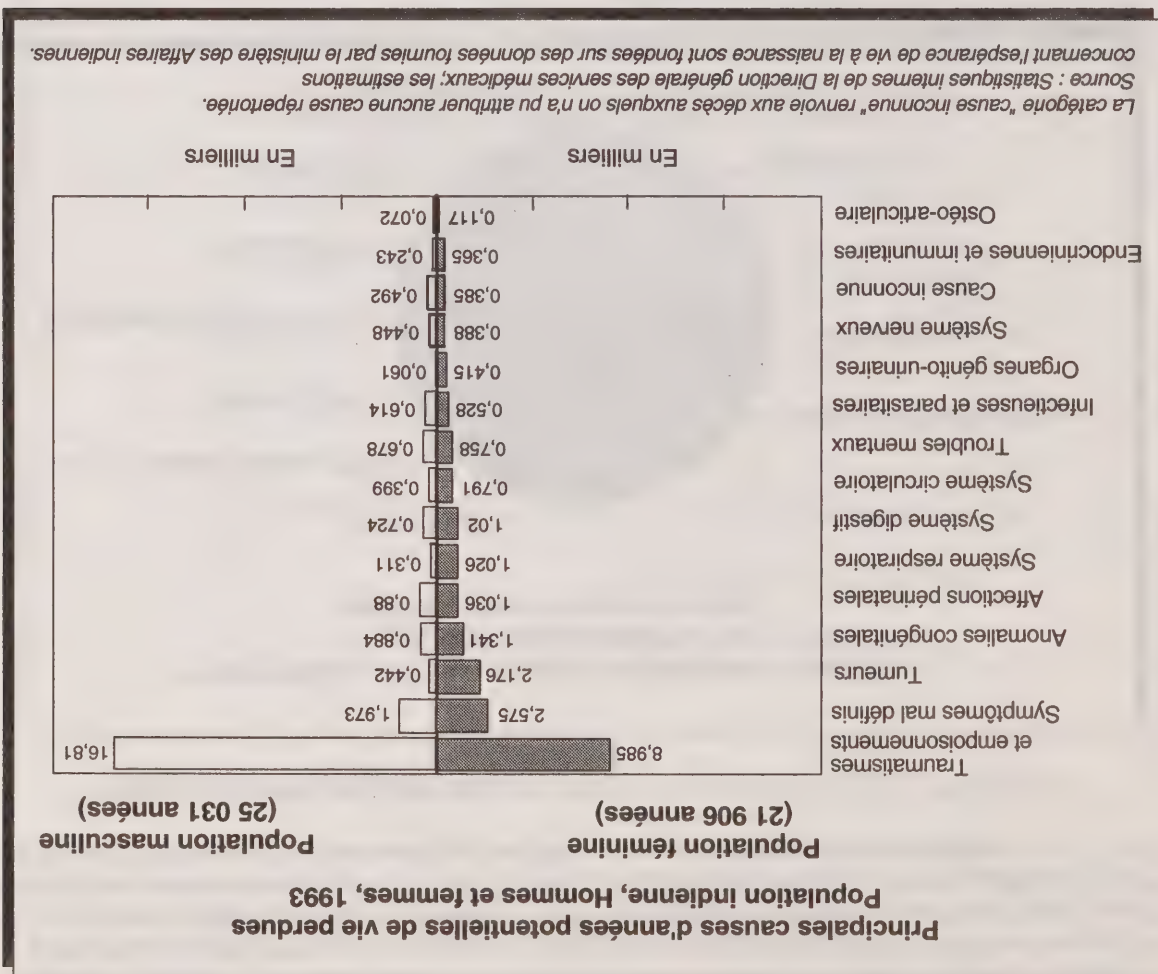 Principales causes d'années potentielles de vie perdues
Population indienne, Hommes et femmes, 1993
Population féminine Population masculine
(21 906 années) (25 031 années)
Traumatismes
et empoisonnements 8,985 16,81
Symptômes mal définis 2,575 1,973
Tumeurs 2,176 0,442
Anomalies congénitales 1,341 0,884
Affections périnatales 1,036 0,88
Système respiratoire 1,026 0,311
Système digestif 1,02 0,724
Système circulatoire 0,791 0,399
Troubles mentaux 0,758 0,678
Infectieuses et parasitaires 0,528 0,614
Organes génito-urinaires 0,415 0,061
Système nerveux 0,388 0,448
Cause inconnue 0,385 0,492
Endocriniennes et immunitaires 0,365 0,243
Ostéo-articulaire 0,117 0,072
En milliers En milliers
La catégorie "cause inconnue" renvoie aux décès auxquels on n'a pu attribuer aucune cause répertoriée.
Source : Statistiques internes de la Direction générale des services médicaux; les estimations
concernant l'espérance de vie à la naissance sont fondées sur des données fournies par le ministère des Affaires indiennes.